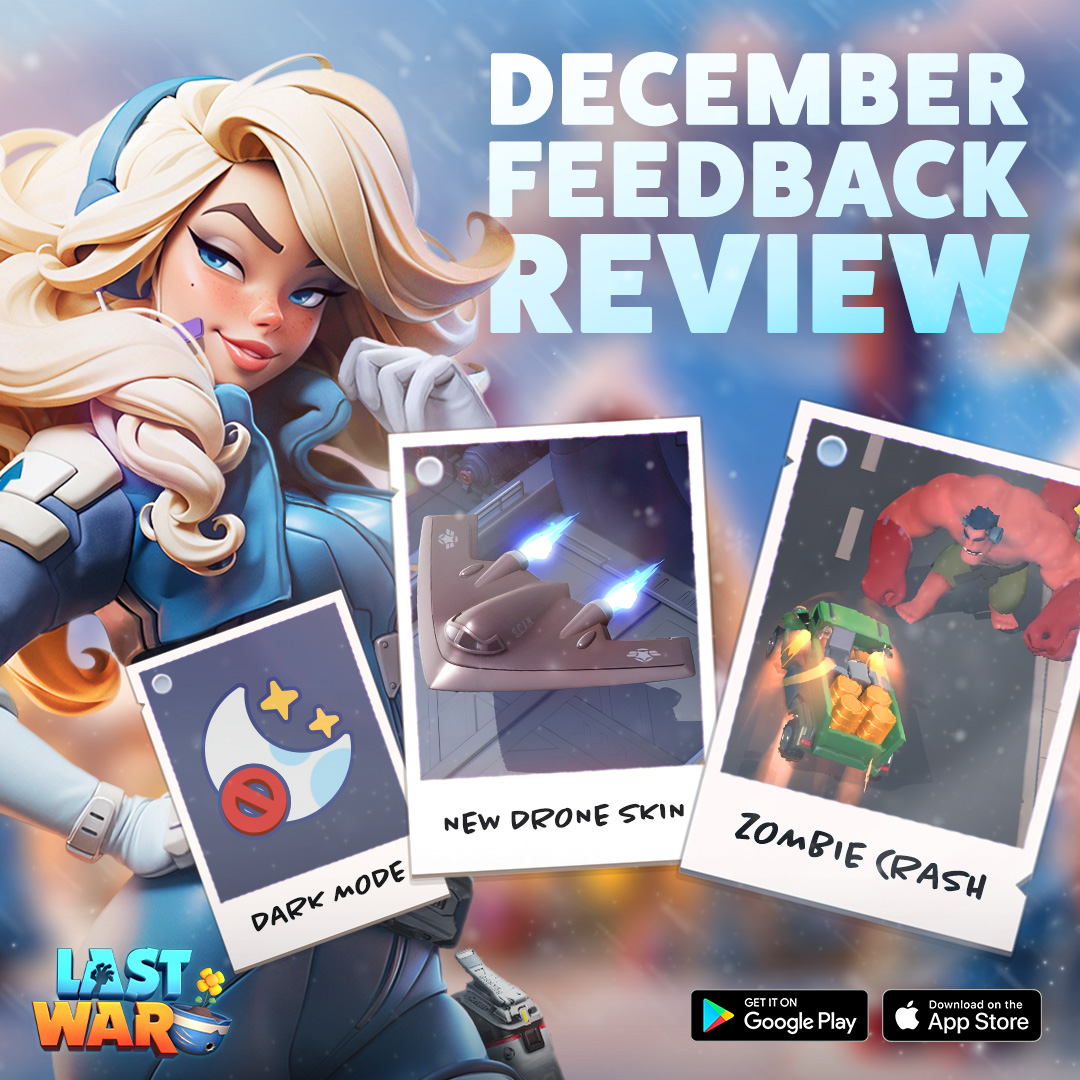 DECEMBER
FEEDBACK
REVIEW
DARK MODE
NEW DRONE SKIN
ZOMBIE CRASH
LAST
WAR
GET IT ON
Google Play
Download on the
App Store